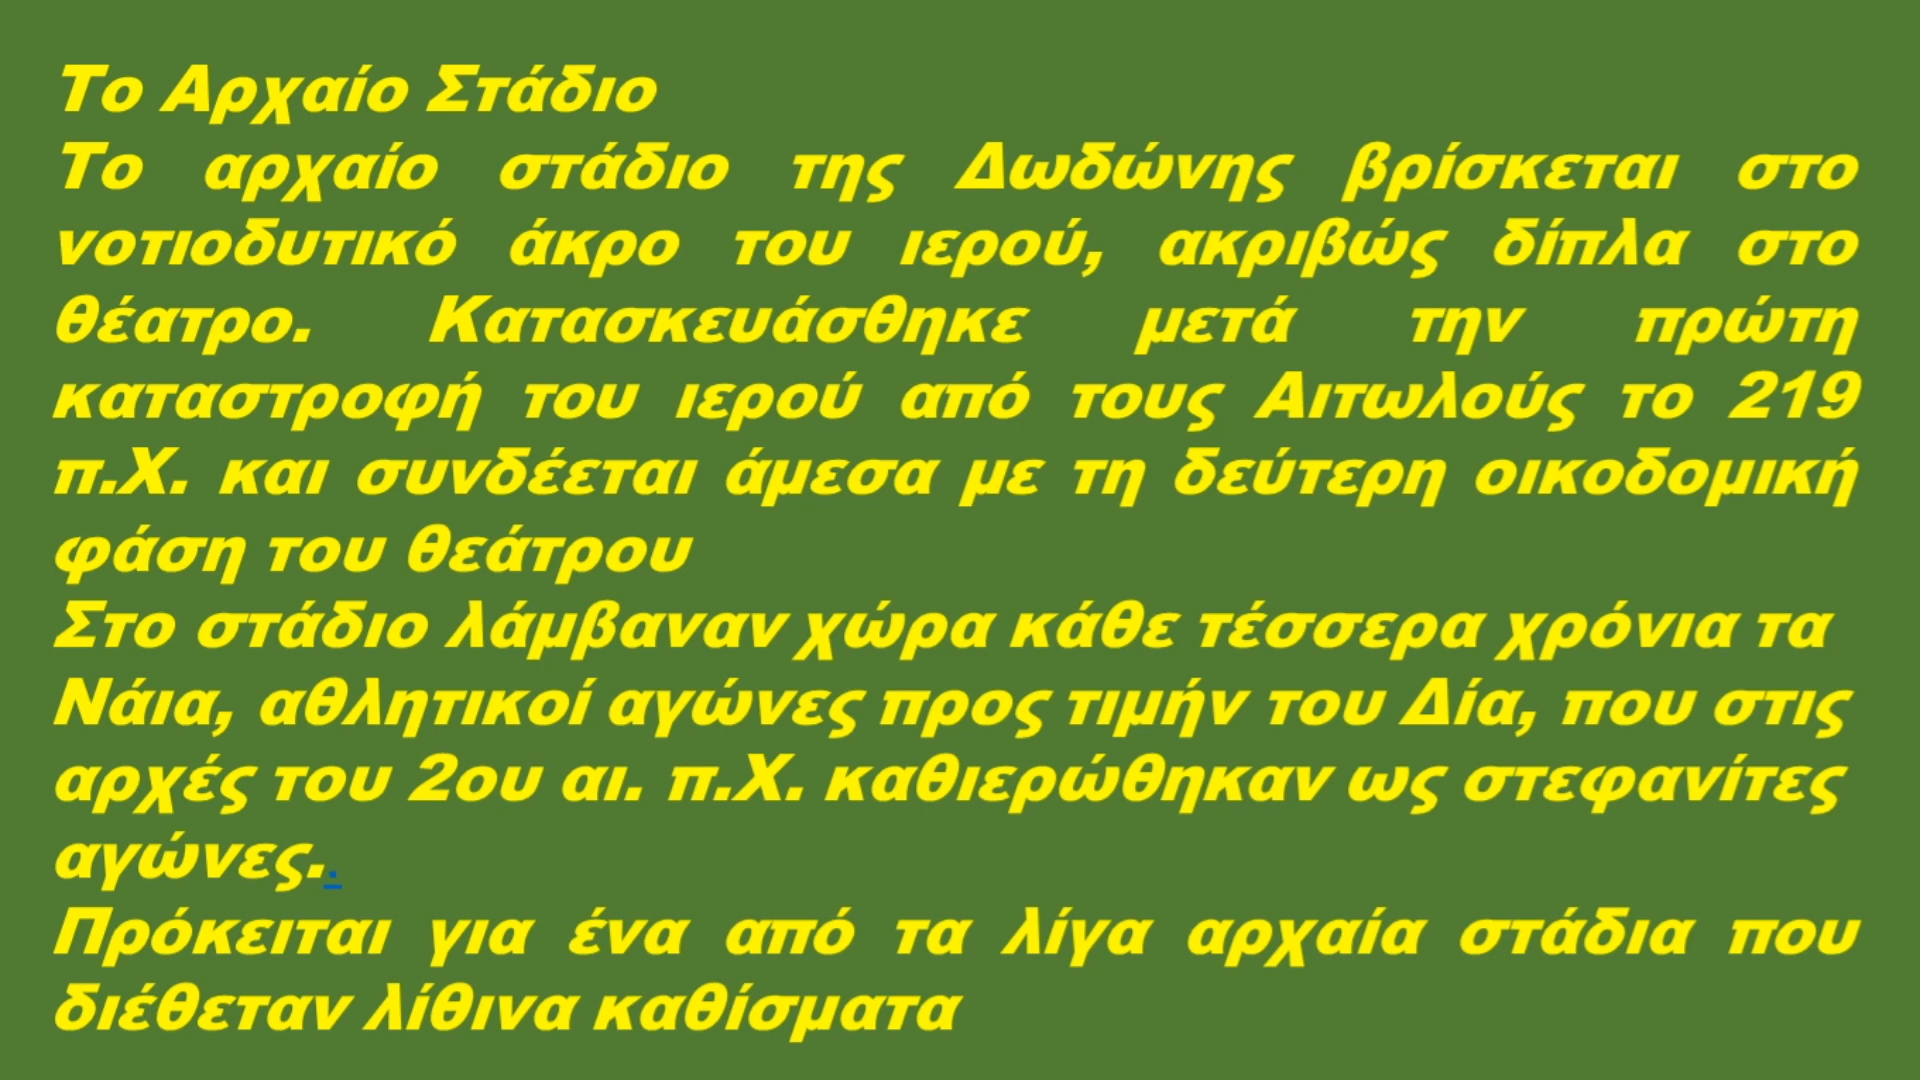 Το Αρχαίο Στάδιο
Το αρχαίο στάδιο της Δωδώνης βρίσκεται στο
νοτιοδυτικό άκρο του ιερού, ακριβώς δίπλα στο
θέατρο. Κατασκευάσθηκε μετά την πρώτη
καταστροφή του ιερού από τους Αιτωλούς το 219
π.Χ. και συνδέεται άμεσα με τη δεύτερη οικοδομική
φάση του θεάτρου
Στο στάδιο λάμβαναν χώρα κάθε τέσσερα χρόνια τα
Νάια, αθλητικοί αγώνες προς τιμήν του Δία, που στις
αρχές του 2ου αι. π.Χ. καθιερώθηκαν ως στεφανίτες
αγώνες..
Πρόκειται για ένα από τα λίγα αρχαία στάδια που
διέθεταν λίθινα καθίσματα